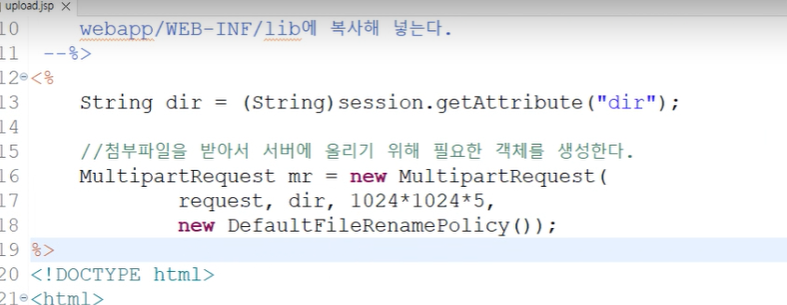 upload.jsp
10 webapp/WEB-INF/lib에 복사해 넣는다.
11 --%>
12 <%
13 String dir = (String)session.getAttribute("dir");
14
15 //첨부파일을 받아서 서버에 올리기 위해 필요한 객체를 생성한다.
16 MultipartRequest mr = new MultipartRequest(
17 request, dir, 1024*1024*5,
18 new DefaultFileRenamePolicy());
19 %>
20 <!DOCTYPE html>
21 <html>